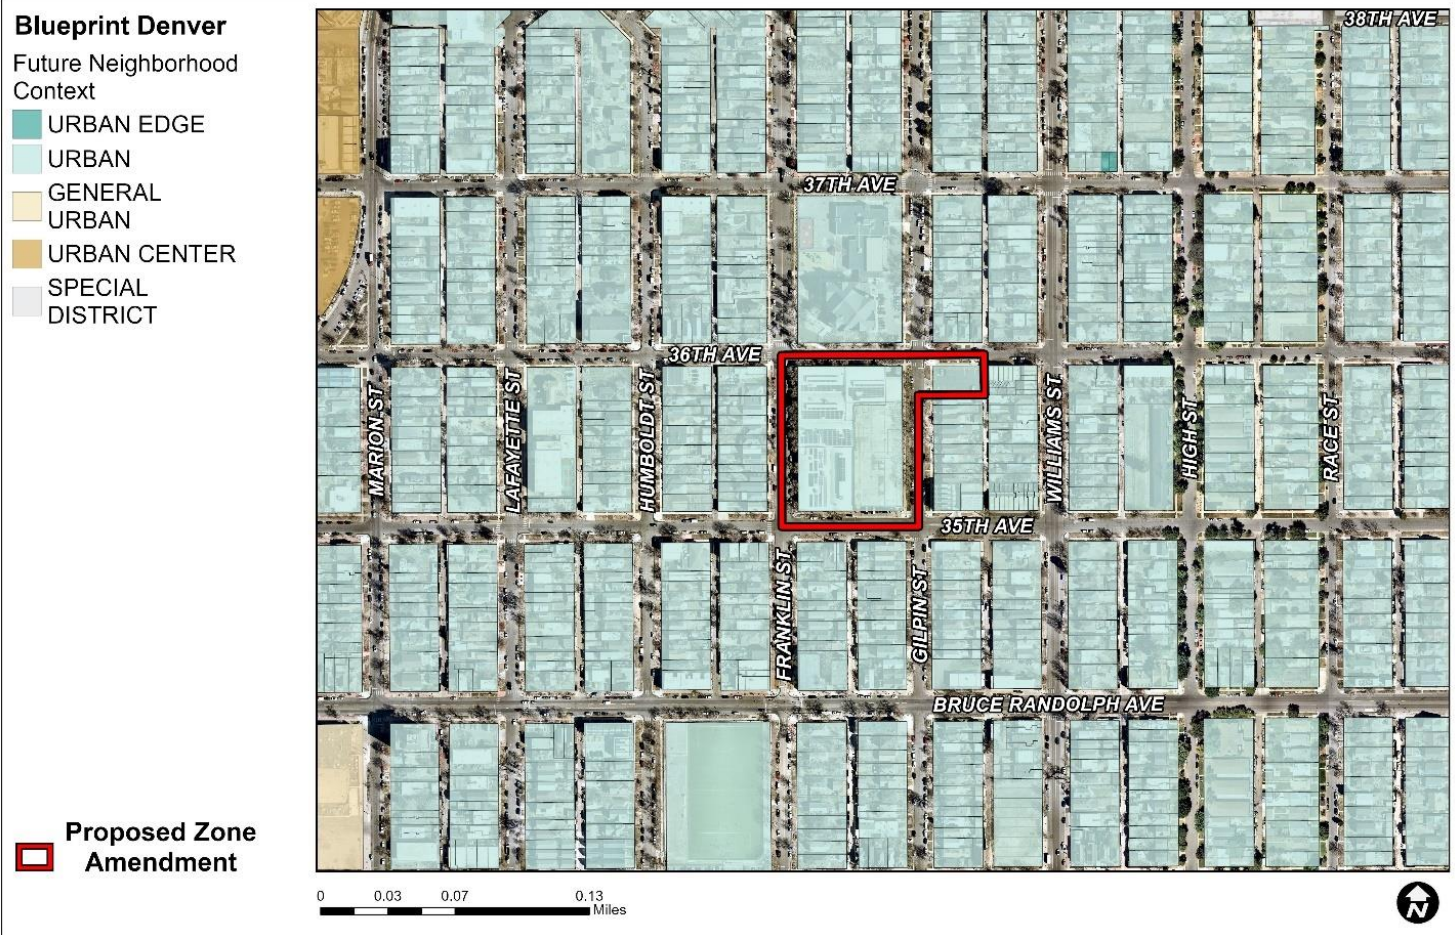 Blueprint Denver
Future Neighborhood
Context
URBAN EDGE
URBAN
GENERAL
URBAN
URBAN CENTER
SPECIAL
DISTRICT
Proposed Zone
Amendment
38TH AVE
37TH AVE
36TH AVE
MARION ST
LAFAYETTE ST
HUMBOLDT ST
WILLIAMS ST
HIGH ST
RACE ST
35TH AVE
FRANKLIN ST
GILPIN ST
BRUCE RANDOLPH AVE
0 0.03 0.07 0.13
Miles
N